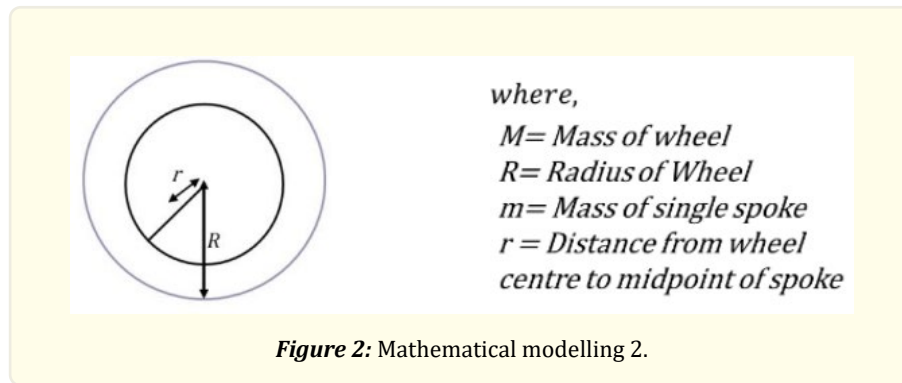 r
R
where,
M= Mass of wheel
R= Radius of Wheel
m= Mass of single spoke
r = Distance from wheel
centre to midpoint of spoke
Figure 2: Mathematical modelling 2.